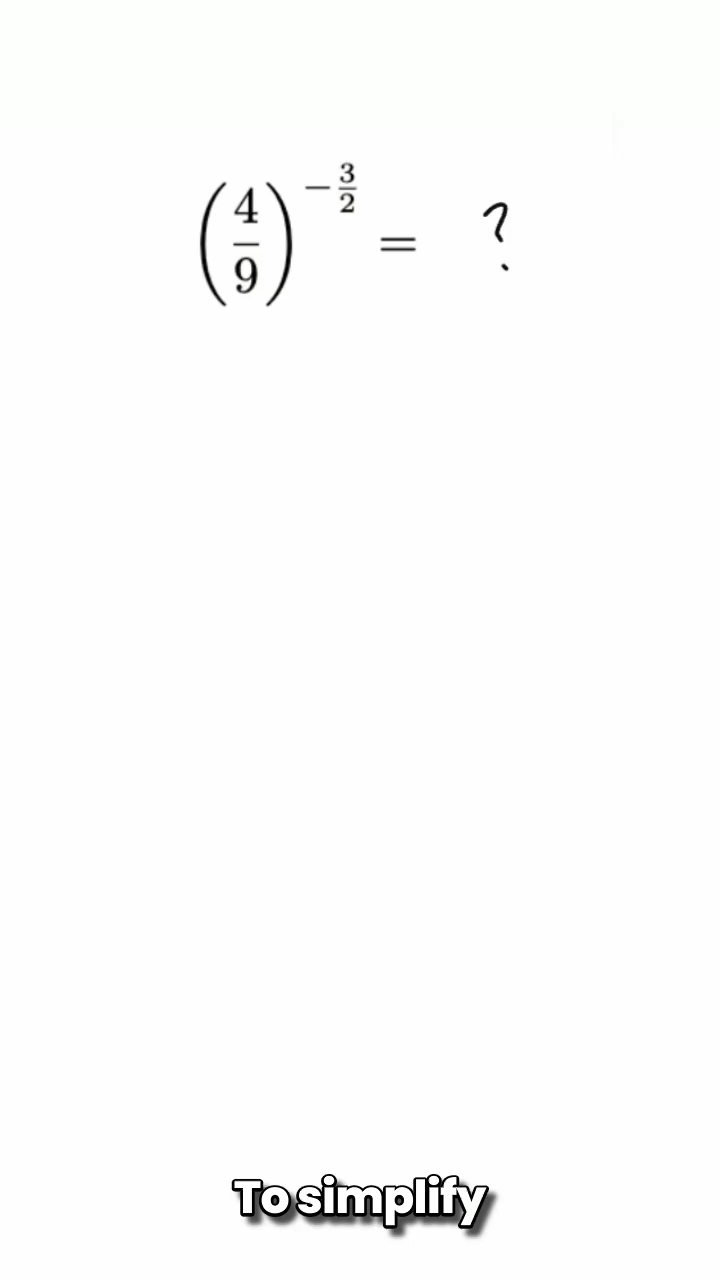 (4/9)^(-3/2) = ?
To simplify